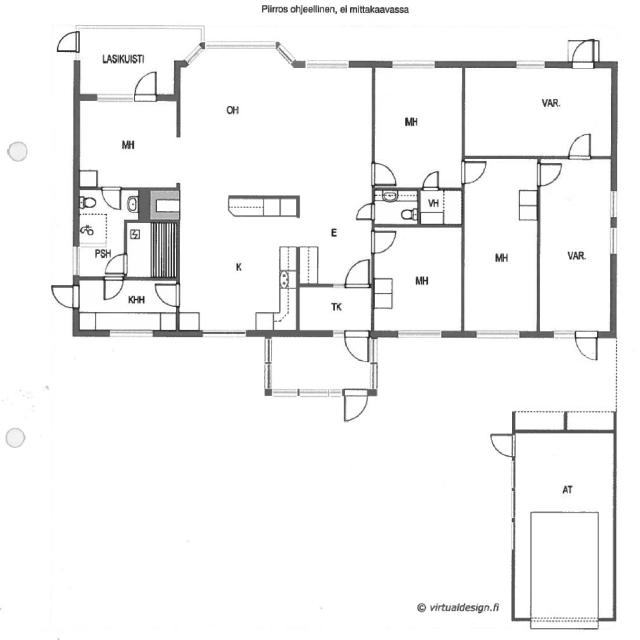 Piirros ohjeellinen, ei mittakaavassa
LASIKUISTI
OH
MH
VAR.
MH
VH
E
PSH
K
MH
MH
VAR.
KHH
TK
AT
© virtualdesign.fi